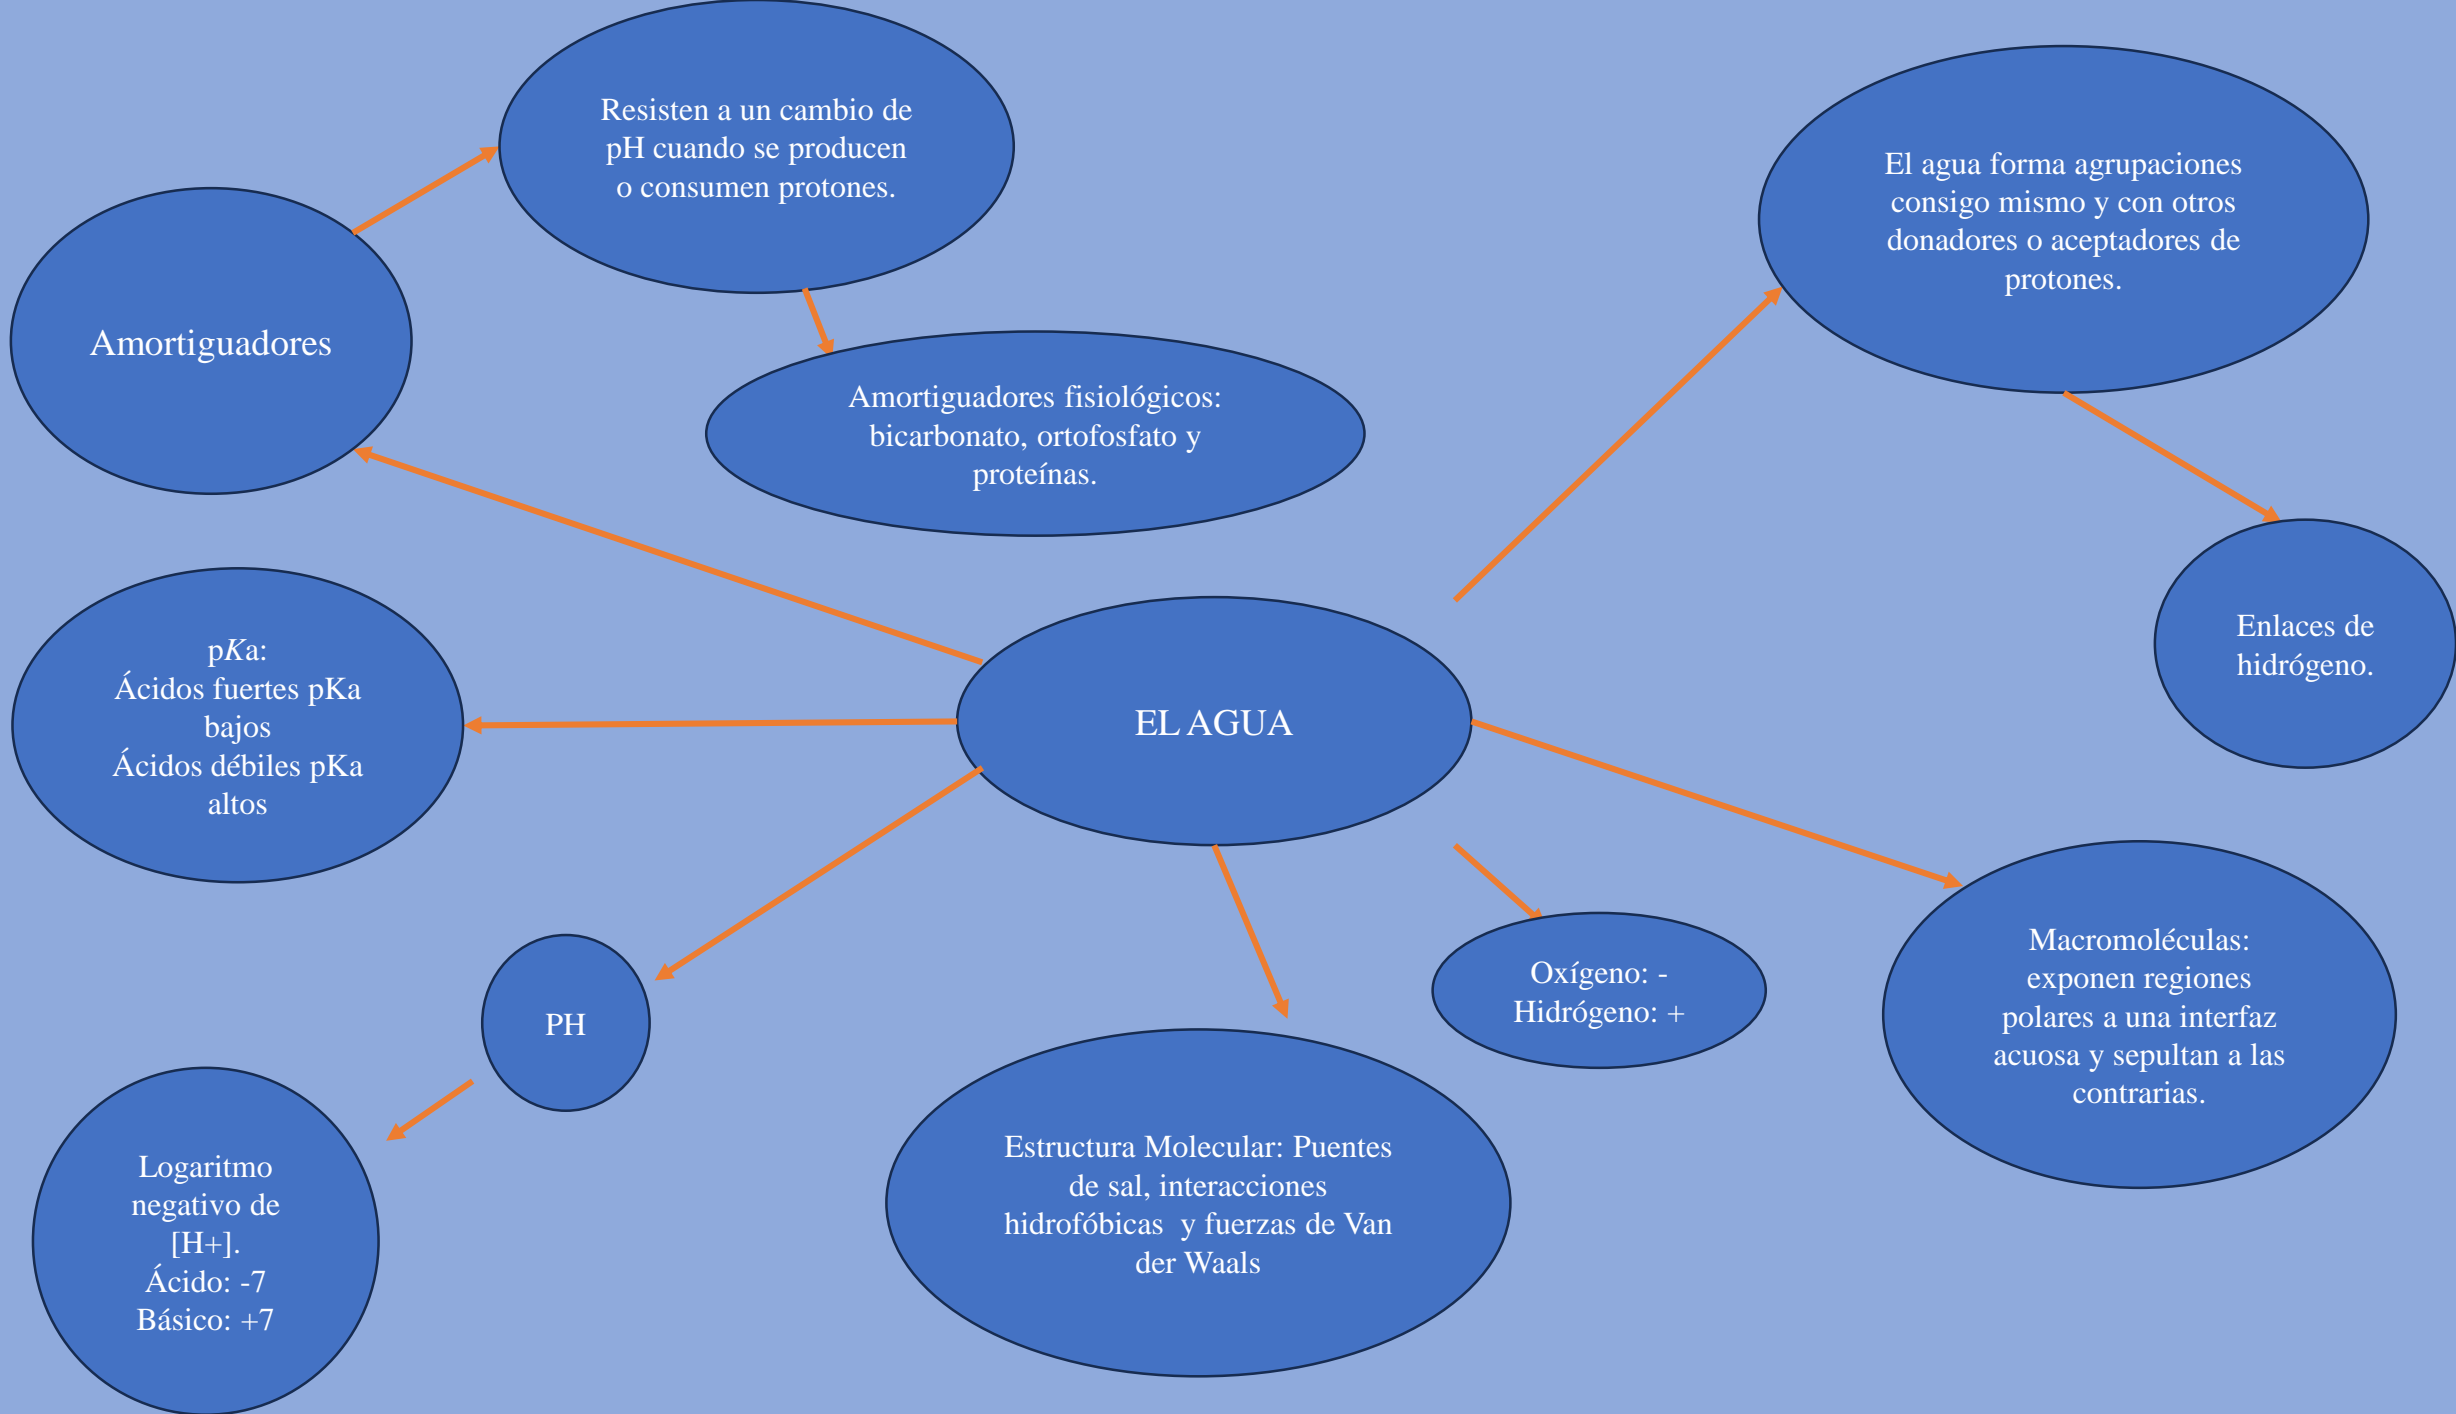 Resisten a un cambio de
pH cuando se producen
o consumen protones.
El agua forma agrupaciones
consigo mismo y con otros
donadores o aceptadores de
protones.
Amortiguadores
Amortiguadores fisiológicos:
bicarbonato, ortofosfato y
proteínas.
Enlaces de
hidrógeno.
pKa:
Ácidos fuertes pKa
bajos
Ácidos débiles pKa
altos
EL AGUA
PH
Oxígeno: -
Hidrógeno: +
Macromoléculas:
exponen regiones
polares a una interfaz
acuosa y sepultan a las
contrarias.
Logaritmo
negativo de
[H+].
Ácido: -7
Básico: +7
Estructura Molecular: Puentes
de sal, interacciones
hidrofóbicas  y fuerzas de Van
der Waals